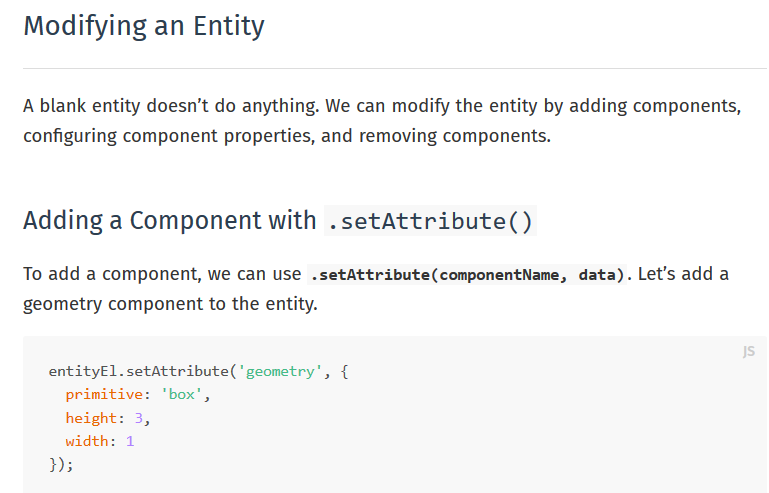 Modifying an Entity
A blank entity doesn’t do anything. We can modify the entity by adding components,
configuring component properties, and removing components.
Adding a Component with .setAttribute()
To add a component, we can use .setAttribute(componentName, data). Let’s add a
geometry component to the entity.
JS
entityEl.setAttribute('geometry', {
  primitive: 'box',
  height: 3,
  width: 1
});